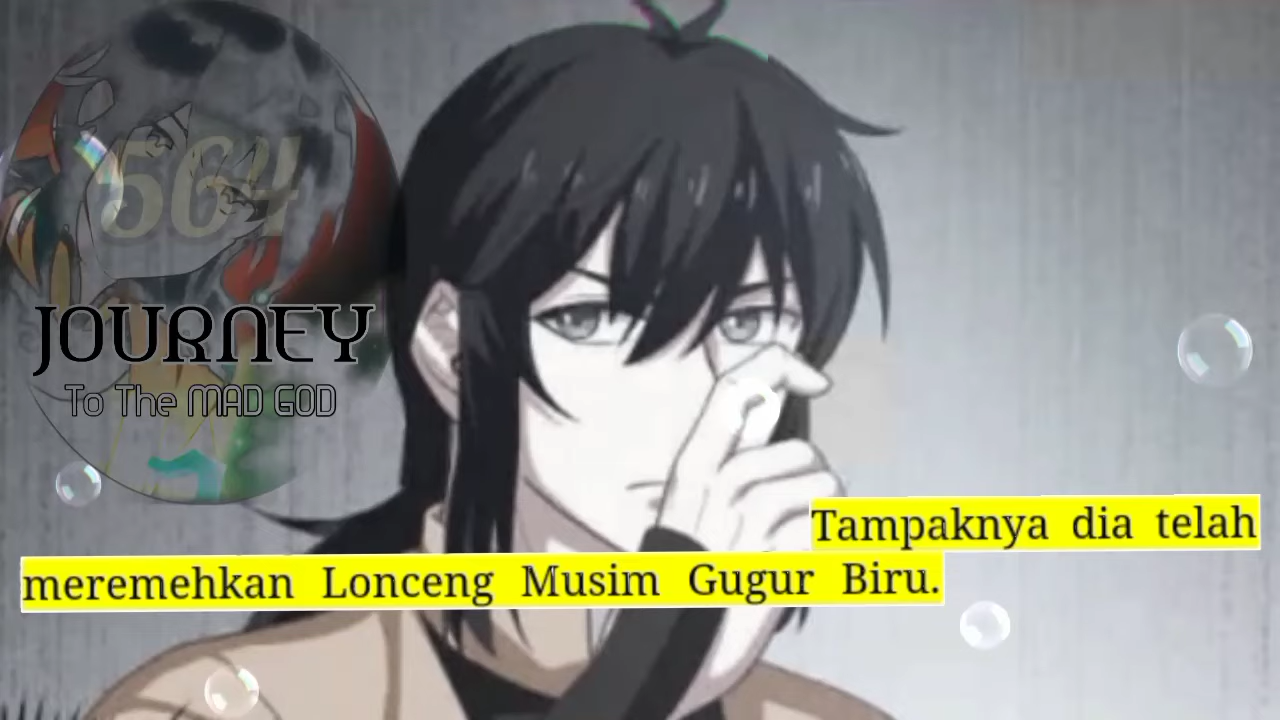 564
JOURNEY
To The MAD GOD
Tampaknya dia telah
meremehkan Lonceng Musim Gugur Biru.